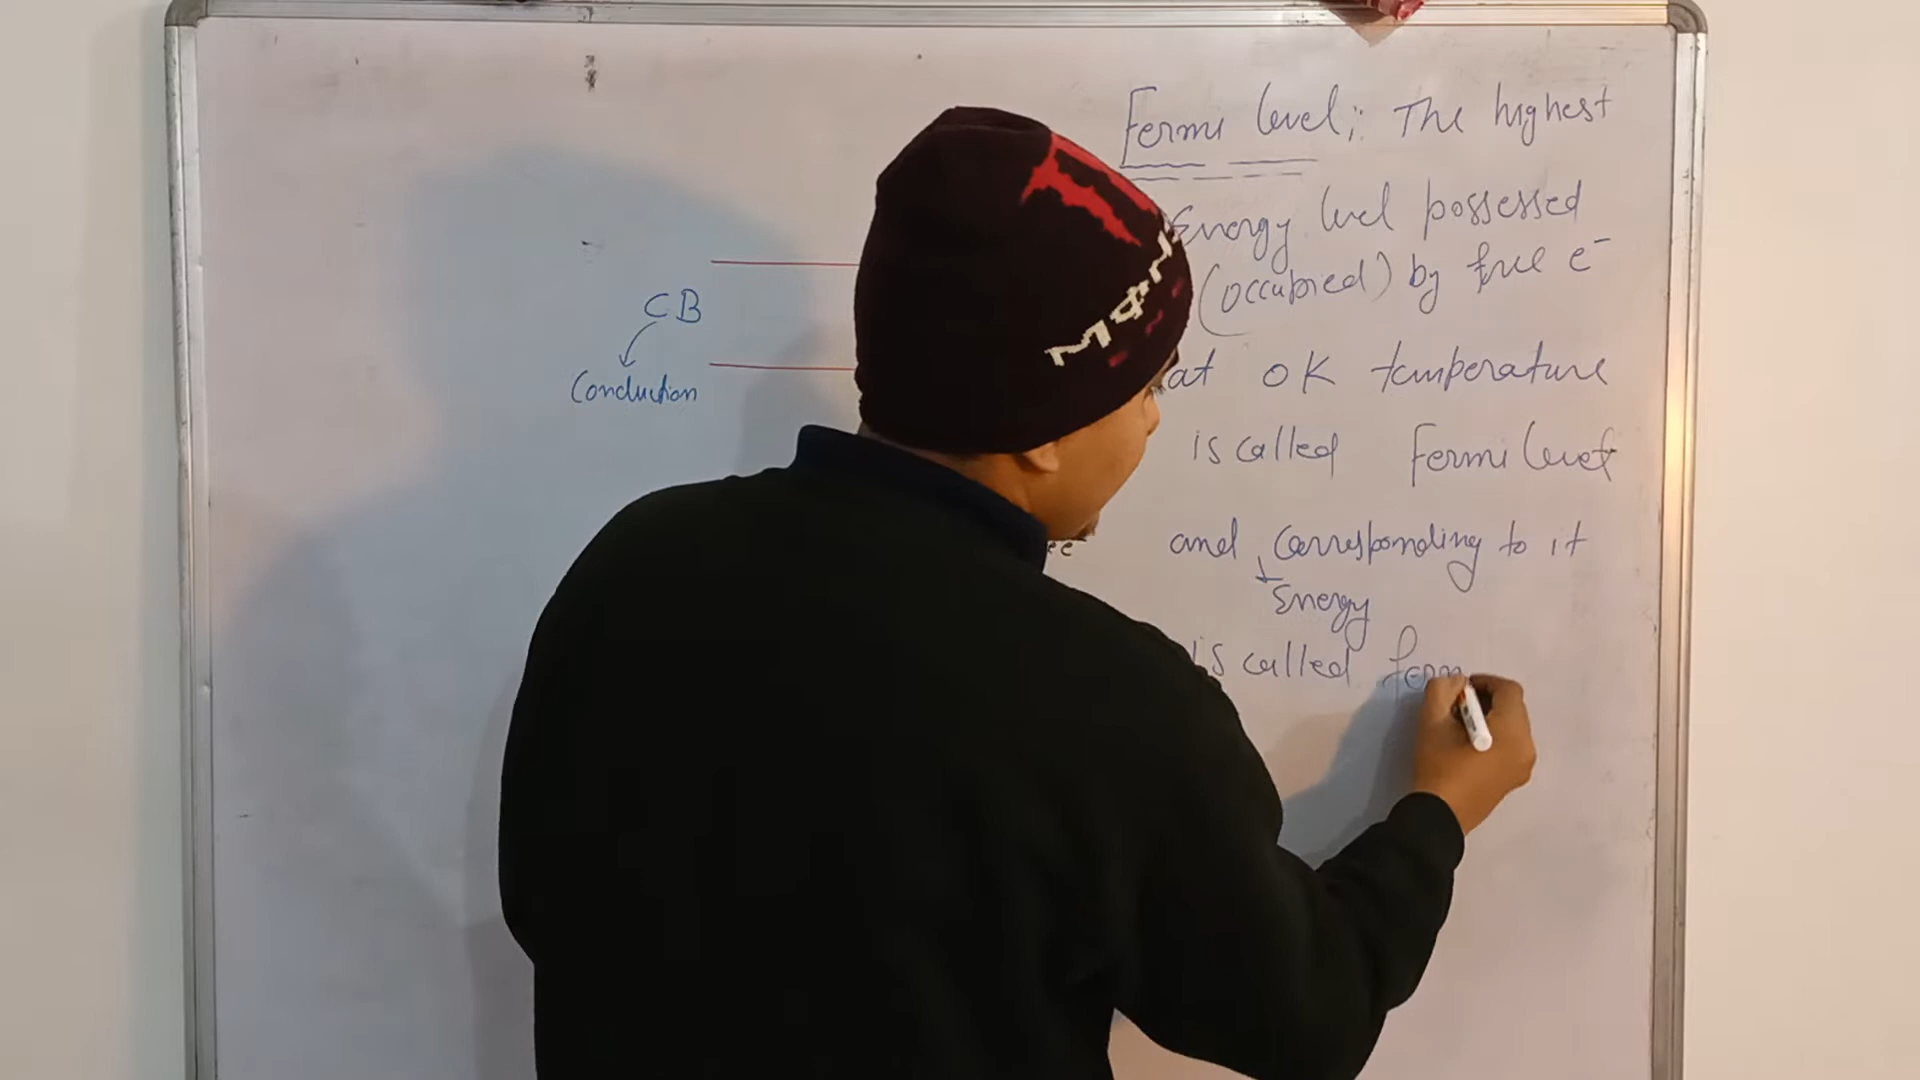 Fermi level; The highest
Energy level possessed
(occupied) by free e⁻
at 0K temperature
is called Fermi level
and corresponding to it
Energy
is called ferm
CB
Conduction